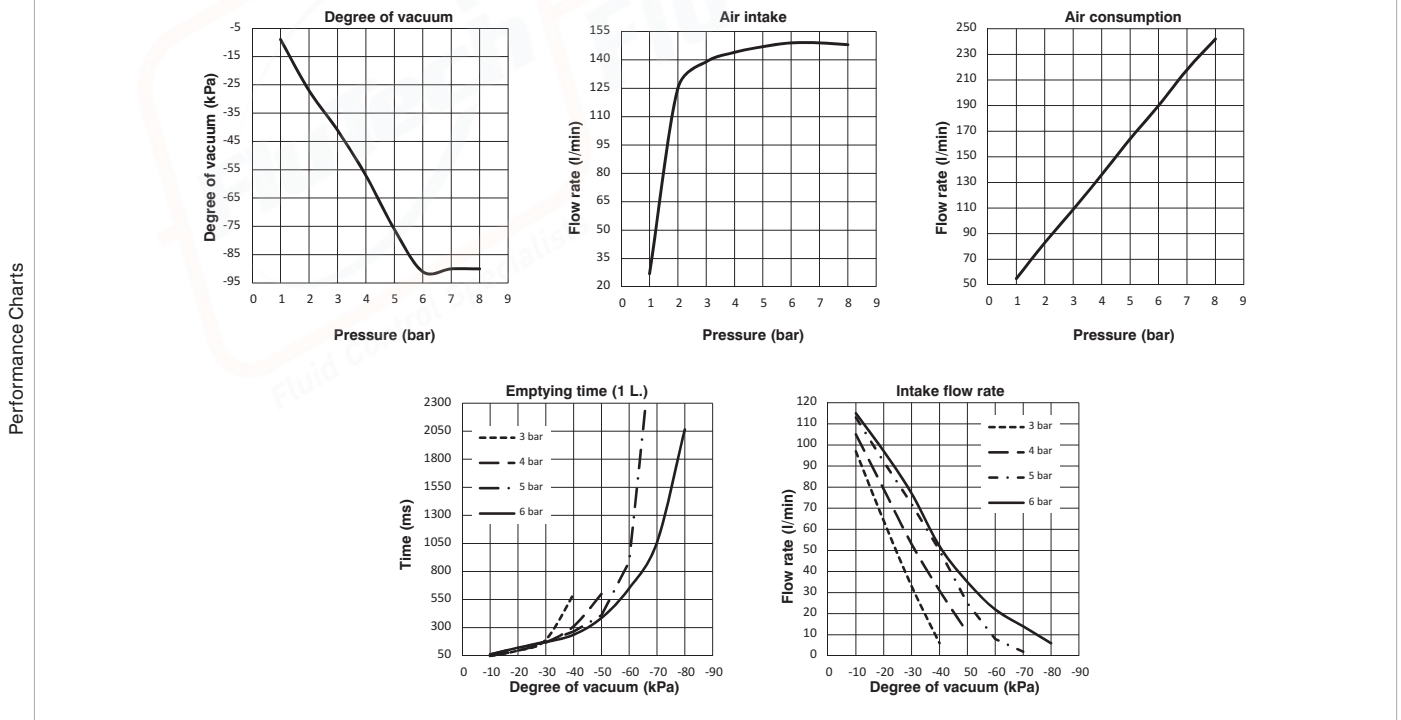 Performance Charts
Degree of vacuum
Degree of vacuum (kPa)
-5
-15
-25
-35
-45
-55
-65
-75
-85
-95
0 1 2 3 4 5 6 7 8 9
Pressure (bar)
Air intake
Flow rate (l/min)
155
140
125
110
95
80
65
50
35
20
0 1 2 3 4 5 6 7 8 9
Pressure (bar)
Air consumption
Flow rate (l/min)
250
230
210
190
170
150
130
110
90
70
50
0 1 2 3 4 5 6 7 8 9
Pressure (bar)
Fluid Control Specialist
Emptying time (1 L.)
Time (ms)
2300
2050
1800
1550
1300
1050
800
550
300
50
3 bar
4 bar
5 bar
6 bar
0 -10 -20 -30 -40 -50 -60 -70 -80 -90
Degree of vacuum (kPa)
Intake flow rate
Flow rate (l/min)
120
110
100
90
80
70
60
50
40
30
20
10
0
3 bar
4 bar
5 bar
6 bar
0 -10 -20 -30 -40 -50 -60 -70 -80 -90
Degree of vacuum (kPa)